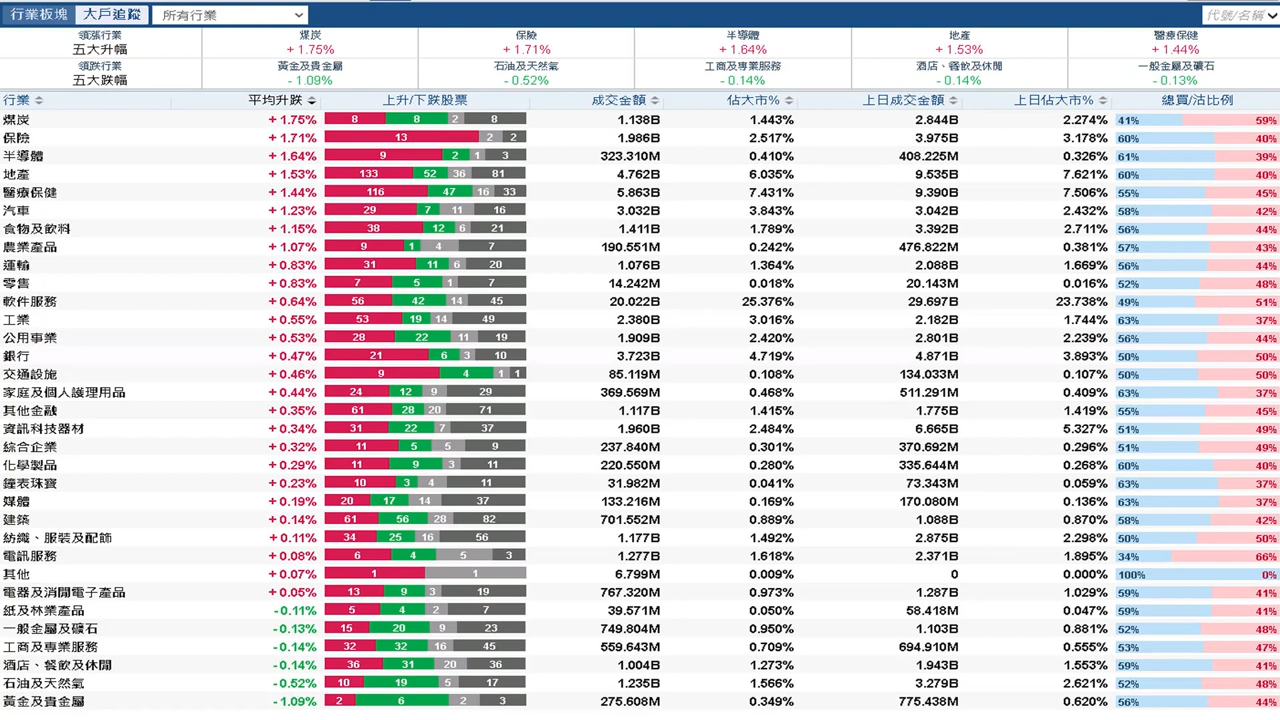 行業板塊 大戶追蹤 所有行業 代號/名稱
領漲行業 煤炭 保險 半導體 地產 醫療保健
五大升幅 + 1.75% + 1.71% + 1.64% + 1.53% + 1.44%
領跌行業 黃金及貴金屬 石油及天然氣 工商及專業服務 酒店、餐飲及休閒 一般金屬及礦石
五大跌幅 - 1.09% - 0.52% - 0.14% - 0.14% - 0.13%
行業 平均升跌 上升/下跌股票 成交金額 佔大市% 上日成交金額 上日佔大市% 總買/沽比例
煤炭 + 1.75% 8 8 2 8 1.138B 1.443% 2.844B 2.274% 41% 59%
保險 + 1.71% 13 2 2 1.986B 2.517% 3.975B 3.178% 60% 40%
半導體 + 1.64% 9 2 1 3 323.310M 0.410% 408.225M 0.326% 61% 39%
地產 + 1.53% 133 52 36 81 4.762B 6.035% 9.535B 7.621% 60% 40%
醫療保健 + 1.44% 116 47 16 33 5.863B 7.431% 9.390B 7.506% 55% 45%
汽車 + 1.23% 29 7 11 16 3.032B 3.843% 3.042B 2.432% 58% 42%
食物及飲料 + 1.15% 38 12 6 21 1.411B 1.789% 3.392B 2.711% 56% 44%
農業產品 + 1.07% 9 1 4 7 190.551M 0.242% 476.822M 0.381% 57% 43%
運輸 + 0.83% 31 11 6 20 1.076B 1.364% 2.088B 1.669% 56% 44%
零售 + 0.83% 7 5 1 7 14.242M 0.018% 20.143M 0.016% 52% 48%
軟件服務 + 0.64% 56 42 14 45 20.022B 25.376% 29.697B 23.738% 49% 51%
工業 + 0.55% 53 19 14 49 2.380B 3.016% 2.182B 1.744% 63% 37%
公用事業 + 0.53% 28 22 11 19 1.909B 2.420% 2.801B 2.239% 56% 44%
銀行 + 0.47% 21 6 3 10 3.723B 4.719% 4.871B 3.893% 50% 50%
交通設施 + 0.46% 9 4 1 1 85.119M 0.108% 134.033M 0.107% 50% 50%
家庭及個人護理用品 + 0.44% 24 12 9 29 369.569M 0.468% 511.291M 0.409% 63% 37%
其他金融 + 0.35% 61 28 20 71 1.117B 1.415% 1.775B 1.419% 55% 45%
資訊科技器材 + 0.34% 31 22 7 37 1.960B 2.484% 6.665B 5.327% 51% 49%
綜合企業 + 0.32% 11 5 5 9 237.840M 0.301% 370.692M 0.296% 51% 49%
化學製品 + 0.29% 11 9 3 11 220.550M 0.280% 335.644M 0.268% 60% 40%
鐘表珠寶 + 0.23% 10 3 4 11 31.982M 0.041% 73.343M 0.059% 63% 37%
媒體 + 0.19% 20 17 14 37 133.216M 0.169% 170.080M 0.136% 63% 37%
建築 + 0.14% 61 56 28 82 701.552M 0.889% 1.088B 0.870% 58% 42%
紡織、服裝及配飾 + 0.11% 34 25 16 56 1.177B 1.492% 2.875B 2.298% 50% 50%
電訊服務 + 0.08% 6 4 5 3 1.277B 1.618% 2.371B 1.895% 34% 66%
其他 + 0.07% 1 1 6.799M 0.009% 0 0.000% 100% 0%
電器及消閒電子產品 + 0.05% 13 9 3 19 767.320M 0.973% 1.287B 1.029% 59% 41%
紙及林業產品 - 0.11% 5 4 2 7 39.571M 0.050% 58.418M 0.047% 59% 41%
一般金屬及礦石 - 0.13% 15 20 9 23 749.804M 0.950% 1.103B 0.881% 52% 48%
工商及專業服務 - 0.14% 32 32 16 45 559.643M 0.709% 694.910M 0.555% 53% 47%
酒店、餐飲及休閒 - 0.14% 36 31 20 36 1.004B 1.273% 1.943B 1.553% 59% 41%
石油及天然氣 - 0.52% 10 19 5 17 1.235B 1.566% 3.279B 2.621% 52% 48%
黃金及貴金屬 - 1.09% 2 6 2 3 275.608M 0.349% 775.438M 0.620% 56% 44%